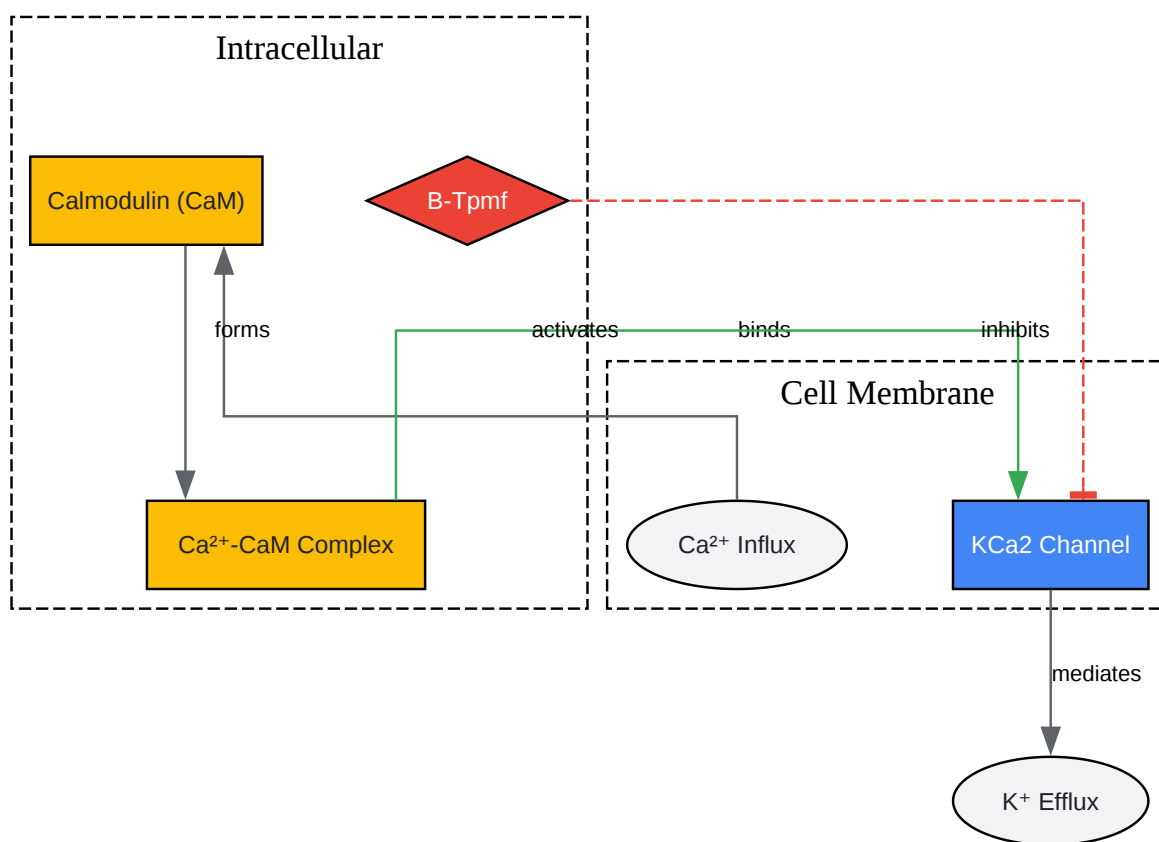 Intracellular
Calmodulin (CaM)
B-Tpmf
forms
activates
binds
inhibits
Cell Membrane
Ca²⁺-CaM Complex
Ca²⁺ Influx
KCa2 Channel
mediates
K⁺ Efflux